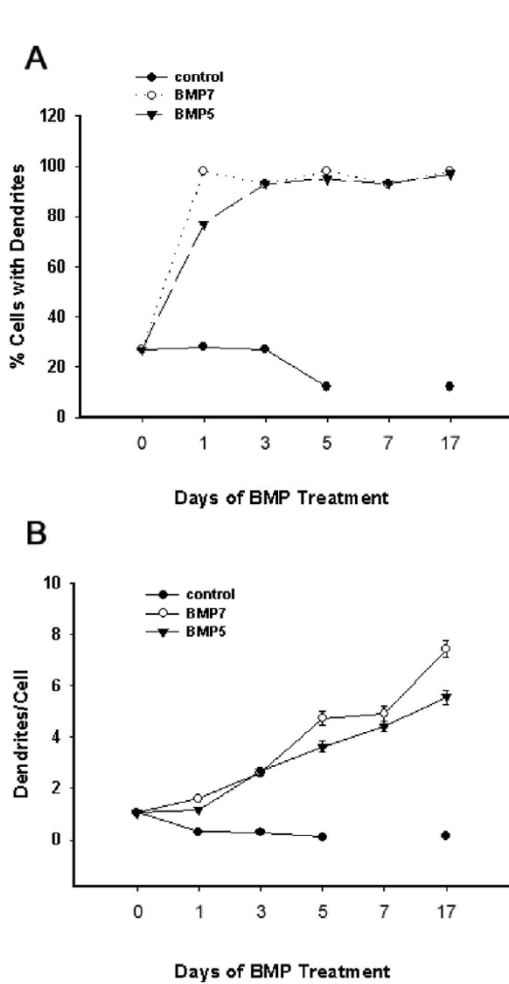 A
control
BMP7
BMP5
120
100
80
60
40
20
0
% Cells with Dendrites
0 1 3 5 7 17
Days of BMP Treatment
B
control
BMP7
BMP5
10
8
6
4
2
0
Dendrites/Cell
0 1 3 5 7 17
Days of BMP Treatment